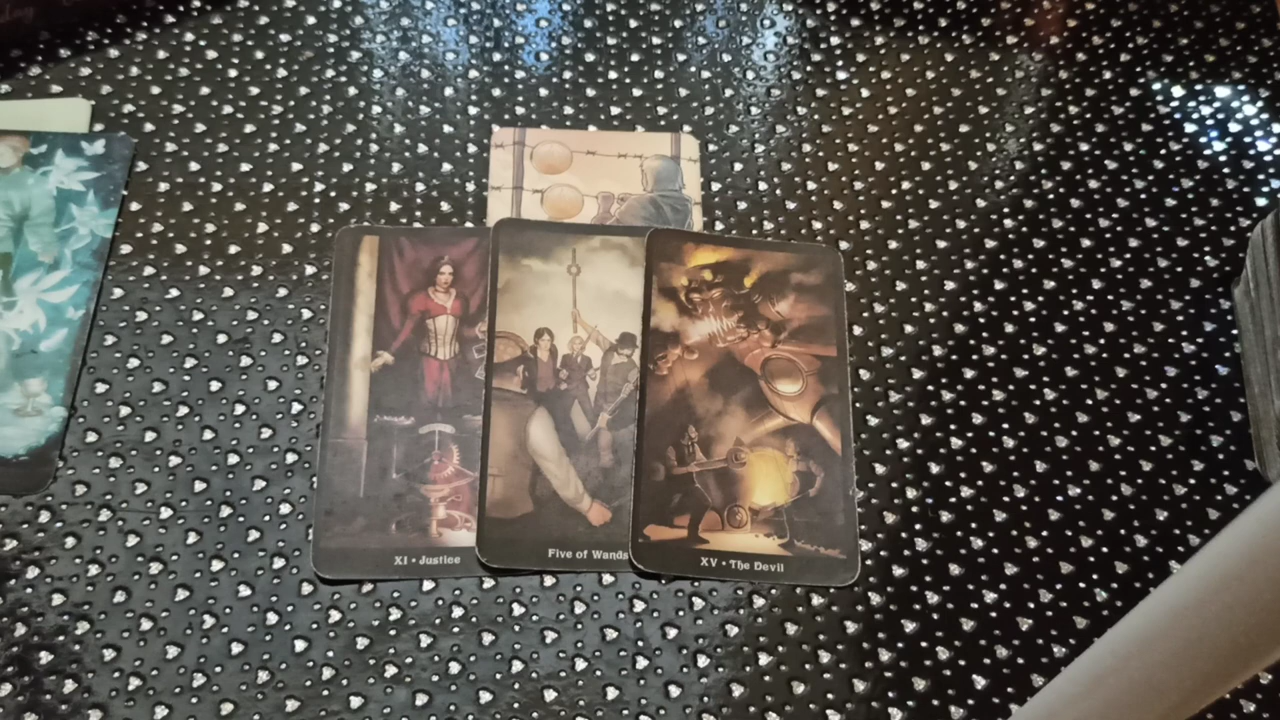 XI • Justice
Five of Wands
XV • The Devil